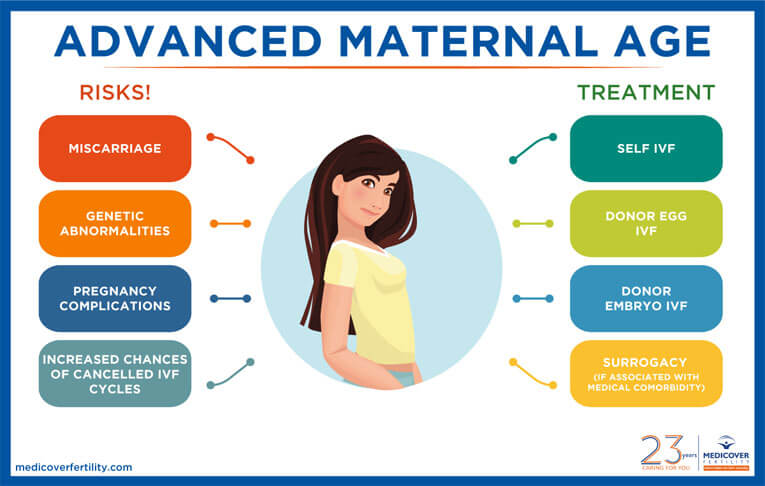 ADVANCED MATERNAL AGE
RISKS!
MISCARRIAGE
GENETIC
ABNORMALITIES
PREGNANCY
COMPLICATIONS
INCREASED CHANCES
OF CANCELLED IVF
CYCLES
TREATMENT
SELF IVF
DONOR EGG
IVF
DONOR
EMBRYO IVF
SURROGACY
(IF ASSOCIATED WITH
MEDICAL COMORBIDITY)
medicoverfertility.com
23 years
CARING FOR YOU
MEDICOVER
FERTILITY